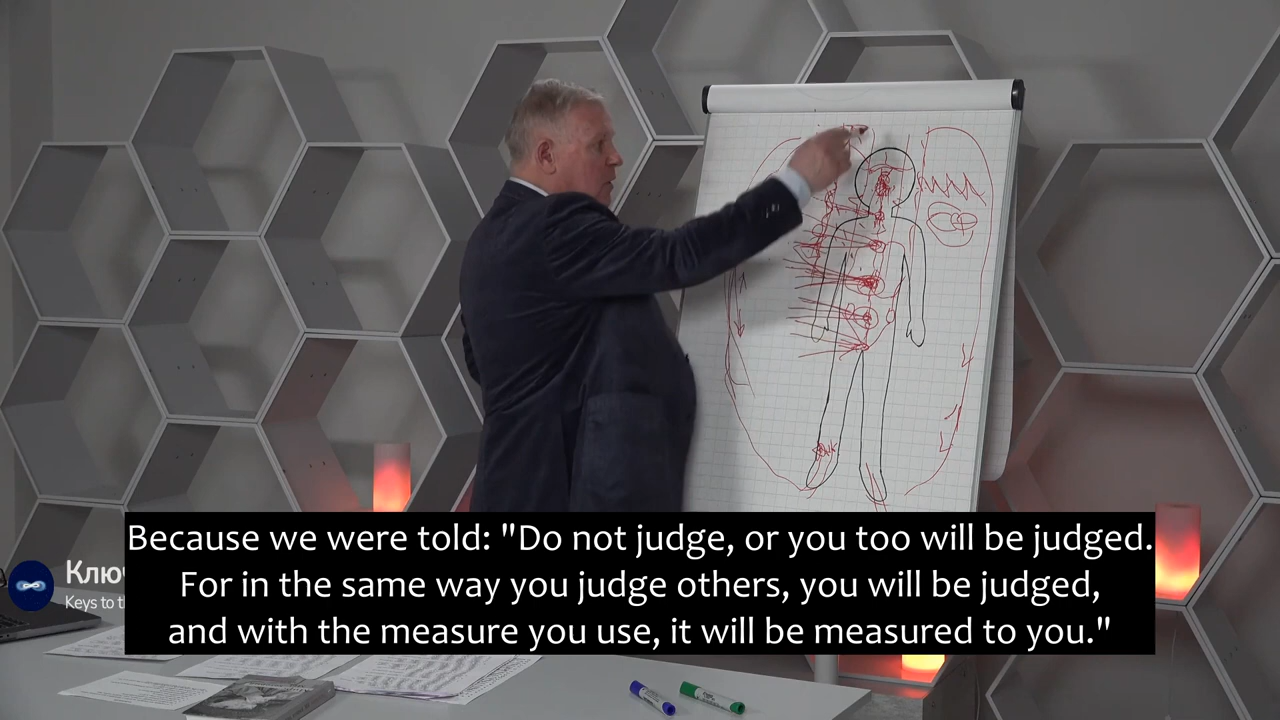 Because we were told: "Do not judge, or you too will be judged.
For in the same way you judge others, you will be judged,
and with the measure you use, it will be measured to you."
Keys to